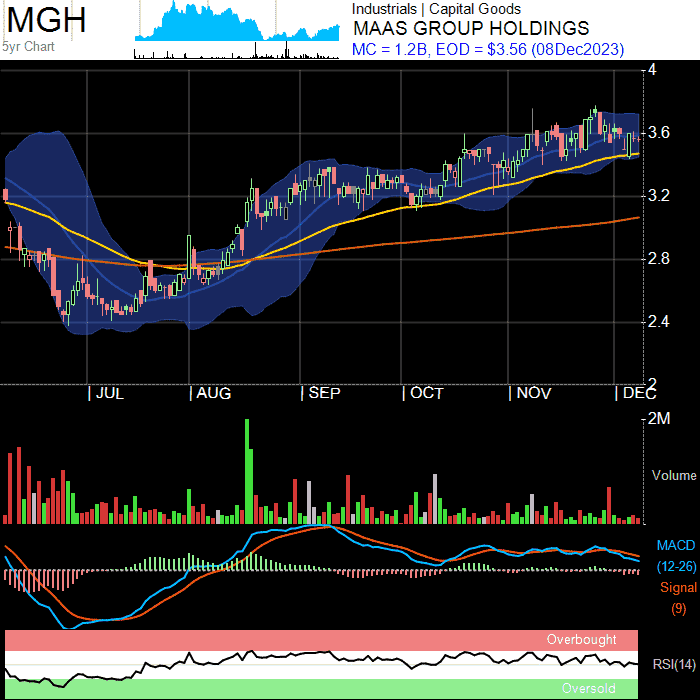 MGH
5yr Chart
Industrials | Capital Goods
MAAS GROUP HOLDINGS
MC = 1.2B, EOD = $3.56 (08Dec2023)
4
3.6
3.2
2.8
2.4
2
| JUL | AUG | SEP | OCT | NOV | DEC
2M
Volume
MACD
(12-26)
Signal
(9)
Overbought
RSI(14)
Oversold